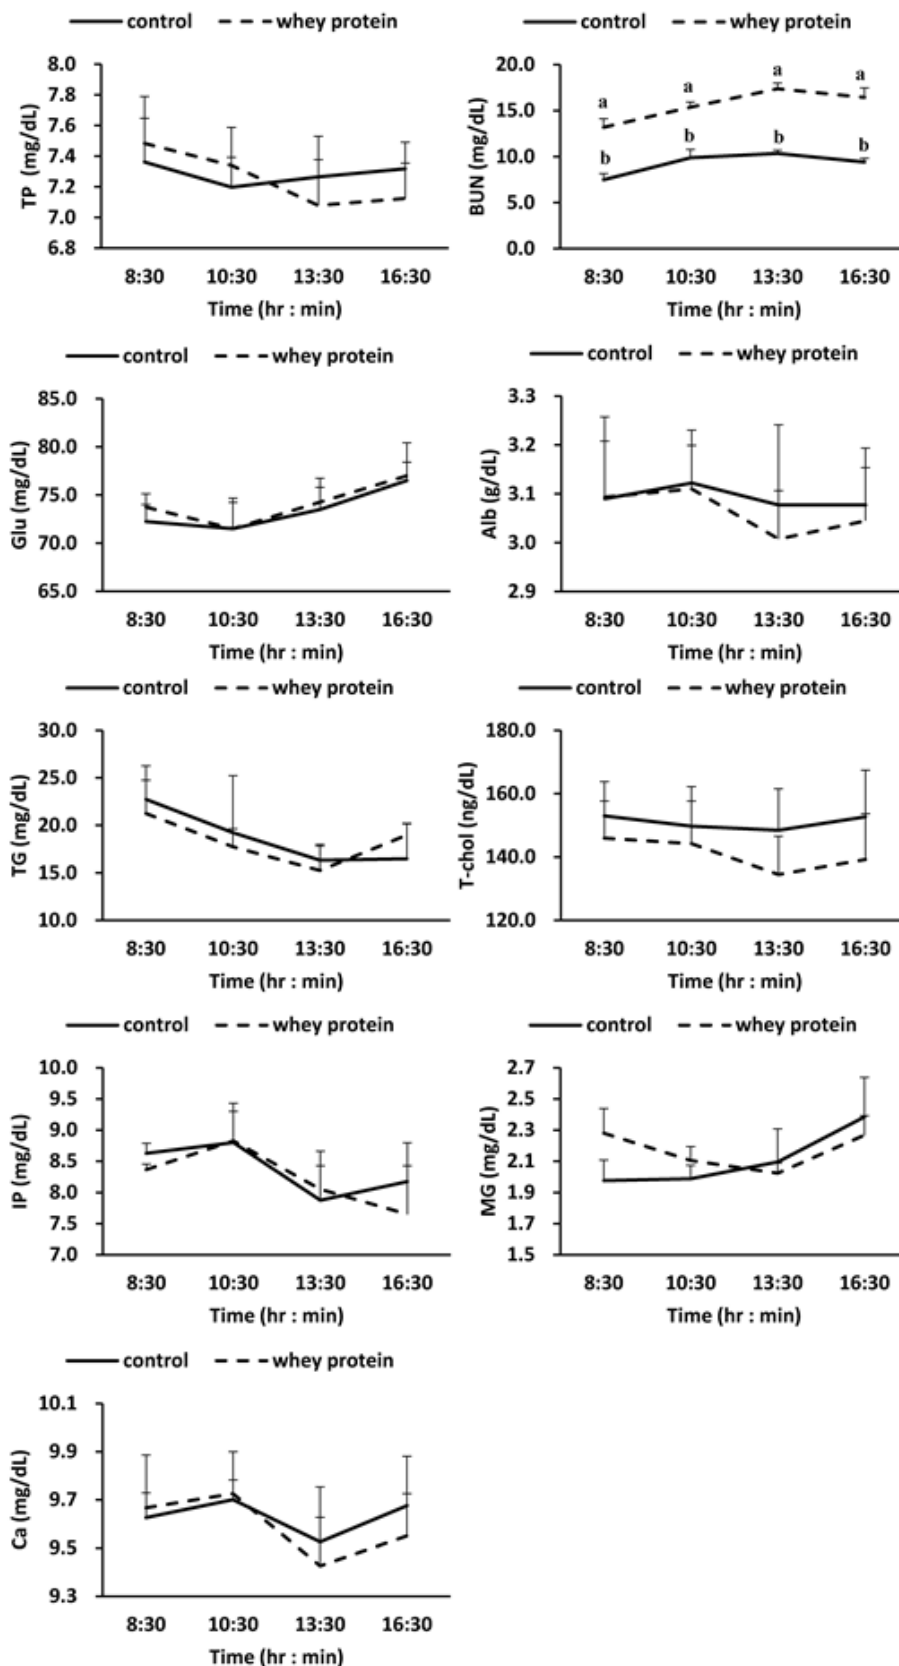 control whey protein
TP (mg/dL)
8.0
7.8
7.6
7.4
7.2
7.0
6.8
8:30 10:30 13:30 16:30
Time (hr : min)
control whey protein
BUN (mg/dL)
20.0
15.0
10.0
5.0
0.0
a a a a
b b b b
8:30 10:30 13:30 16:30
Time (hr : min)
control whey protein
Glu (mg/dL)
85.0
80.0
75.0
70.0
65.0
8:30 10:30 13:30 16:30
Time (hr : min)
control whey protein
Alb (g/dL)
3.3
3.2
3.1
3.0
2.9
8:30 10:30 13:30 16:30
Time (hr : min)
control whey protein
TG (mg/dL)
30.0
25.0
20.0
15.0
10.0
8:30 10:30 13:30 16:30
Time (hr : min)
control whey protein
T-chol (ng/dL)
180.0
160.0
140.0
120.0
8:30 10:30 13:30 16:30
Time (hr : min)
control whey protein
IP (mg/dL)
10.0
9.5
9.0
8.5
8.0
7.5
7.0
8:30 10:30 13:30 16:30
Time (hr : min)
control whey protein
MG (mg/dL)
2.7
2.5
2.3
2.1
1.9
1.7
1.5
8:30 10:30 13:30 16:30
Time (hr : min)
control whey protein
Ca (mg/dL)
10.1
9.9
9.7
9.5
9.3
8:30 10:30 13:30 16:30
Time (hr : min)